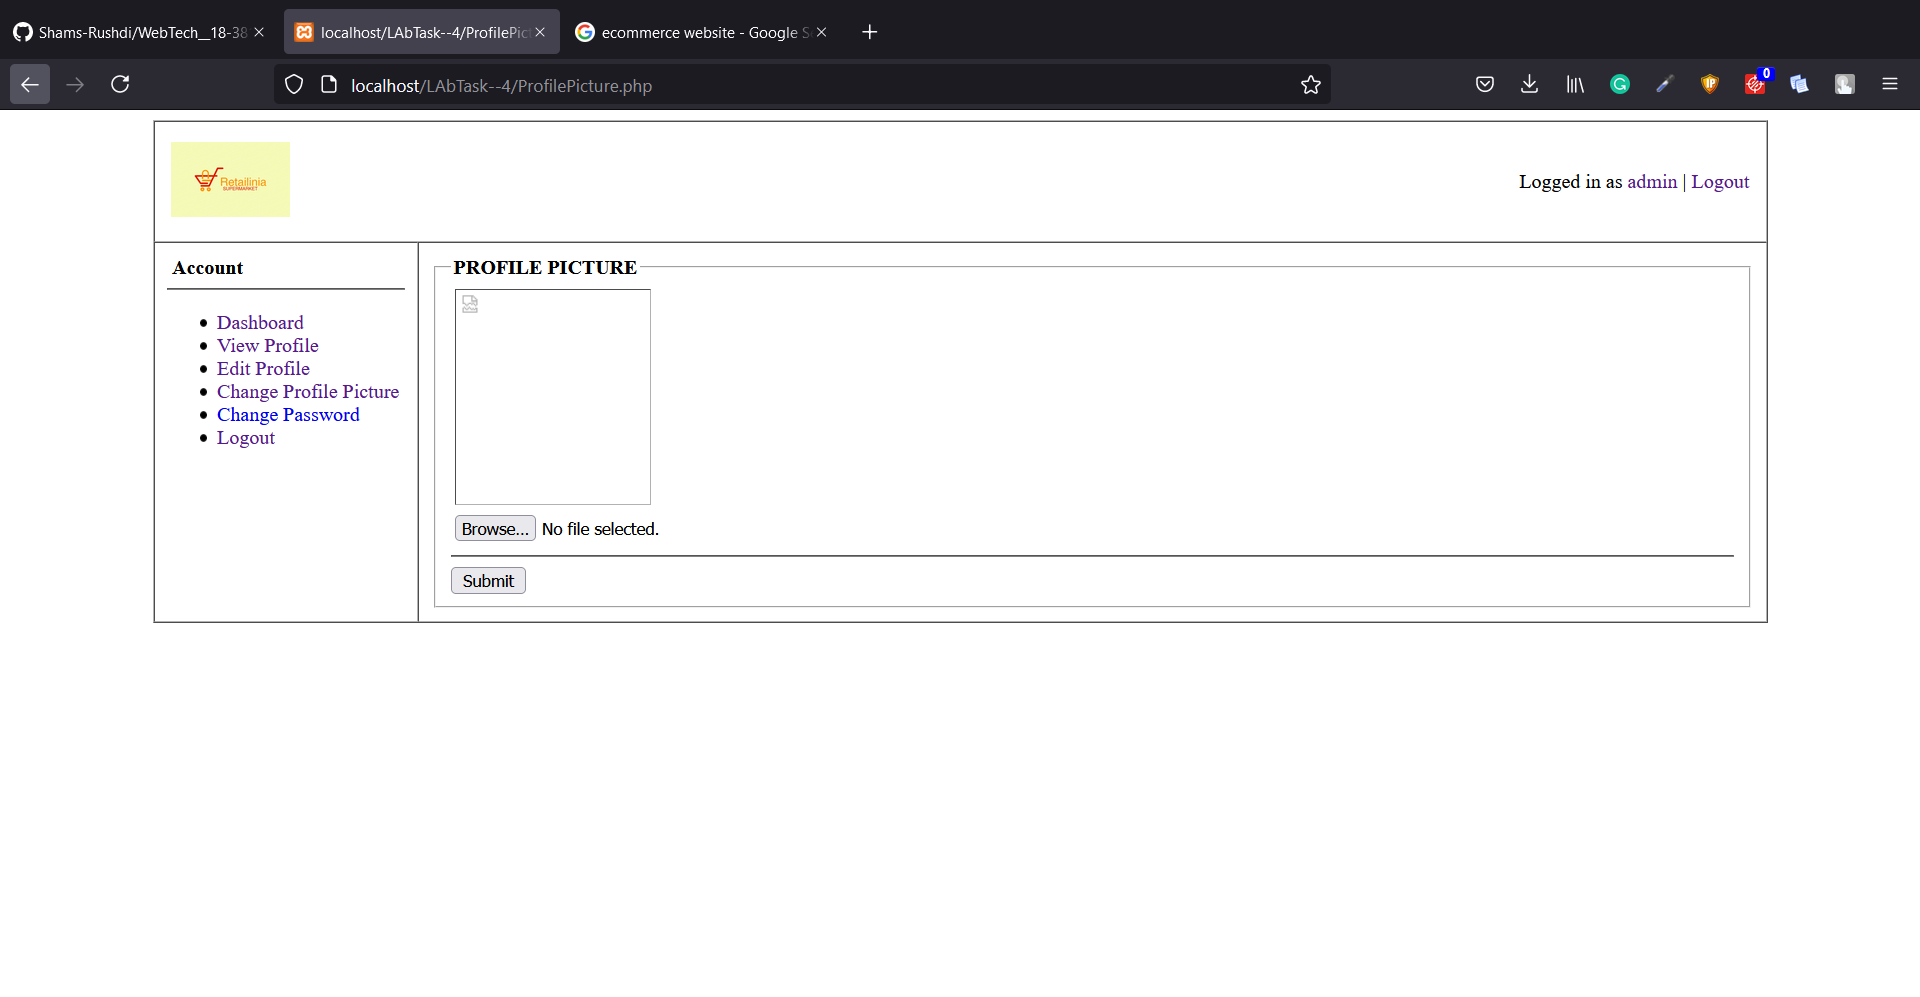 Shams-Rushdi/WebTech__18-38
localhost/LAbTask--4/ProfilePict
ecommerce website - Google S
localhost/LAbTask--4/ProfilePicture.php
0
Retailinia
SUPERMARKET
Logged in as admin | Logout
Account
Dashboard
View Profile
Edit Profile
Change Profile Picture
Change Password
Logout
PROFILE PICTURE
Browse... No file selected.
Submit